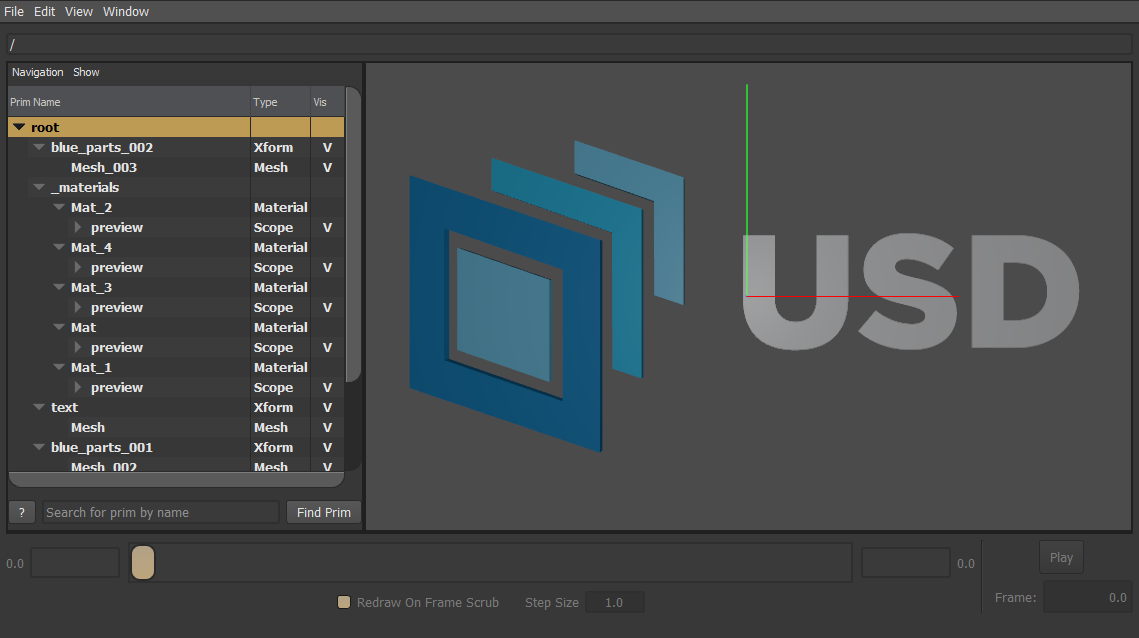 File Edit View Window
/
Navigation Show
Prim Name Type Vis
root
blue_parts_002 Xform V
Mesh_003 Mesh V
_materials
Mat_2 Material
preview Scope V
Mat_4 Material
preview Scope V
Mat_3 Material
preview Scope V
Mat Material
preview Scope V
Mat_1 Material
preview Scope V
text Xform V
Mesh Mesh V
blue_parts_001 Xform V
Mesh_002 Mesh V
? Search for prim by name Find Prim
USD
0.0 0.0 Play
Redraw On Frame Scrub Step Size 1.0 Frame: 0.0